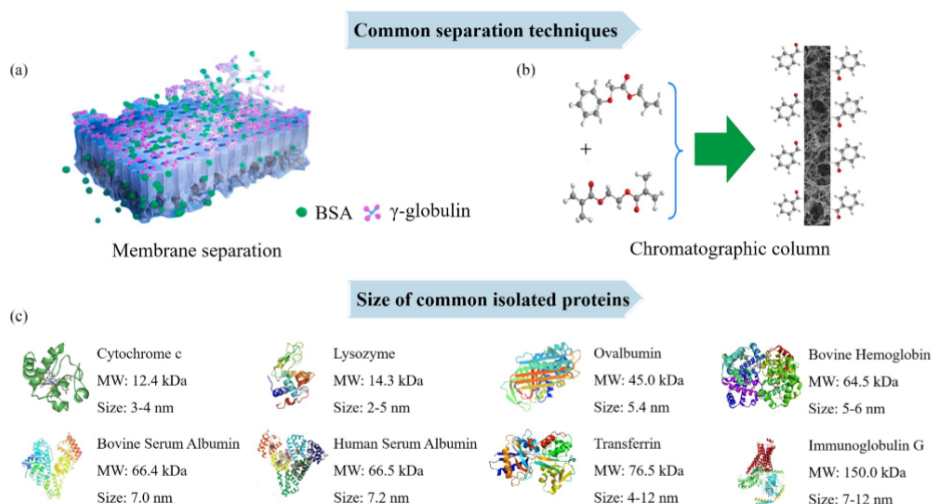 Common separation techniques
(a)
(b)
+
BSA γ-globulin
Membrane separation
Chromatographic column
Size of common isolated proteins
(c)
Cytochrome c
MW: 12.4 kDa
Size: 3-4 nm
Lysozyme
MW: 14.3 kDa
Size: 2-5 nm
Ovalbumin
MW: 45.0 kDa
Size: 5.4 nm
Bovine Hemoglobin
MW: 64.5 kDa
Size: 5-6 nm
Bovine Serum Albumin
MW: 66.4 kDa
Size: 7.0 nm
Human Serum Albumin
MW: 66.5 kDa
Size: 7.2 nm
Transferrin
MW: 76.5 kDa
Size: 4-12 nm
Immunoglobulin G
MW: 150.0 kDa
Size: 7-12 nm